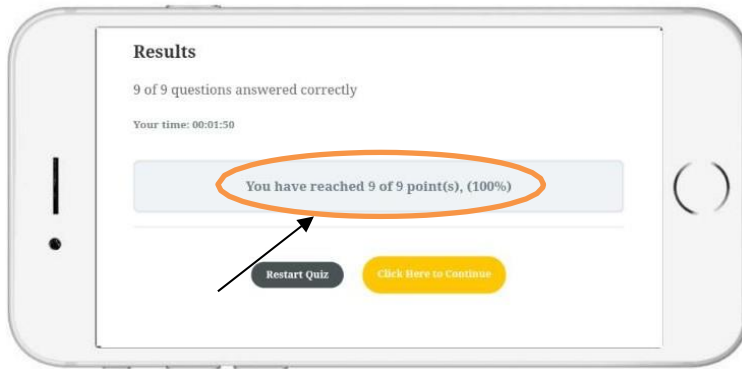 Results
9 of 9 questions answered correctly
Your time: 00:01:50
You have reached 9 of 9 point(s), (100%)
Restart Quiz
Click Here to Continue